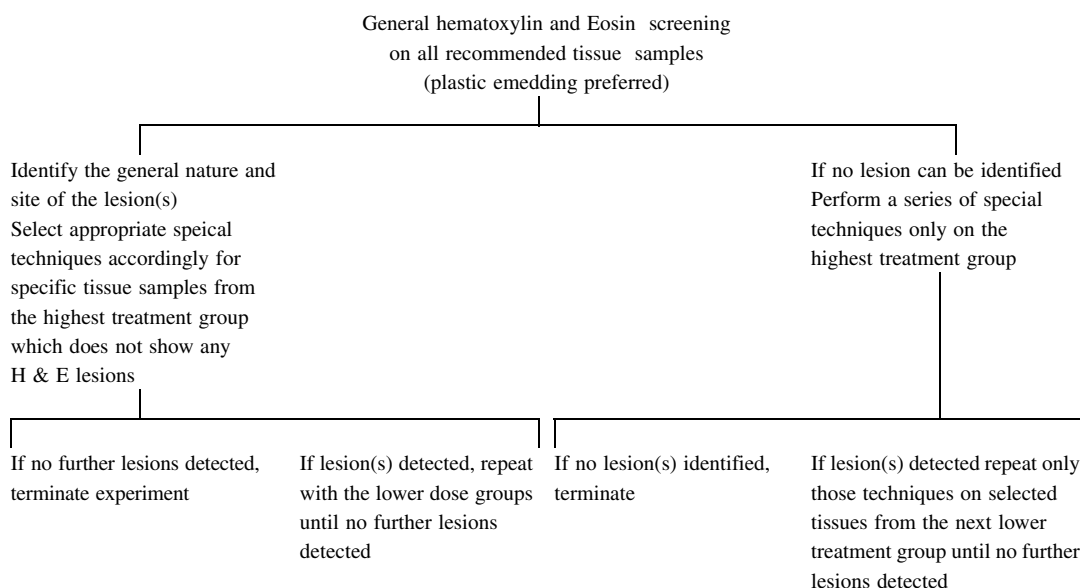 General hematoxylin and Eosin screening
on all recommended tissue samples
(plastic emedding preferred)
Identify the general nature and
site of the lesion(s)
Select appropriate speical
techniques accordingly for
specific tissue samples from
the highest treatment group
which does not show any
H & E lesions
If no lesion can be identified
Perform a series of special
techniques only on the
highest treatment group
If no further lesions detected,
terminate experiment
If lesion(s) detected, repeat
with the lower dose groups
until no further lesions
detected
If no lesion(s) identified,
terminate
If lesion(s) detected repeat only
those techniques on selected
tissues from the next lower
treatment group until no further
lesions detected